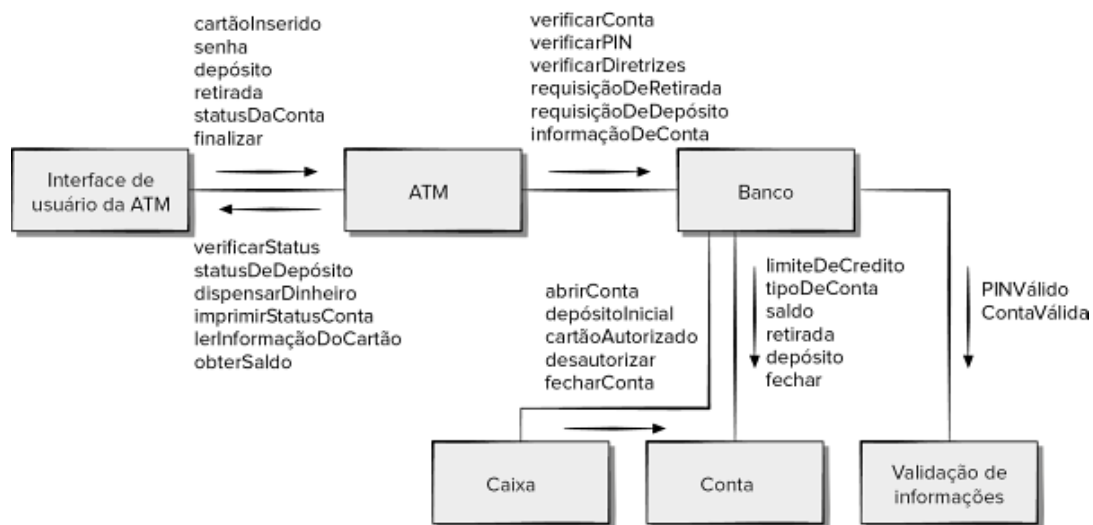 cartãoInserido
senha
depósito
retirada
statusDaConta
finalizar
verificarConta
verificarPIN
verificarDiretrizes
requisiçãoDeRetirada
requisiçãoDeDepósito
informaçãoDeConta
Interface de
usuário da ATM
ATM
Banco
verificarStatus
statusDeDepósito
dispensarDinheiro
imprimirStatusConta
lerInformaçãoDoCartão
obterSaldo
abrirConta
depósitoInicial
cartãoAutorizado
desautorizar
fecharConta
limiteDeCredito
tipoDeConta
saldo
retirada
depósito
fechar
PINVálido
ContaVálida
Caixa
Conta
Validação de
informações